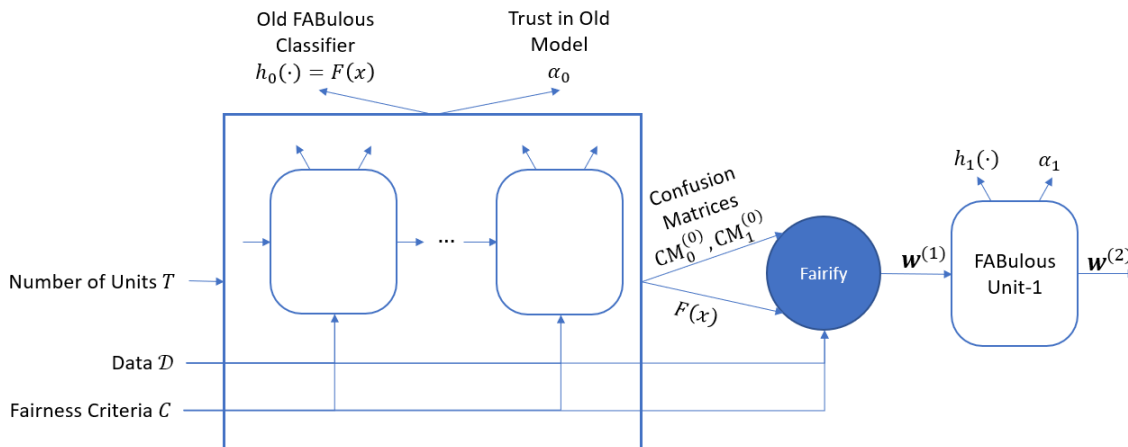 Old FABulous
Classifier
h₀(·) = F(x)
Trust in Old
Model
α₀
...
Confusion
Matrices
CM₀⁽⁰⁾, CM₁⁽⁰⁾
F(x)
Fairify
w⁽¹⁾
h₁(·)
α₁
FABulous
Unit-1
w⁽²⁾
Number of Units T
Data 𝒟
Fairness Criteria C